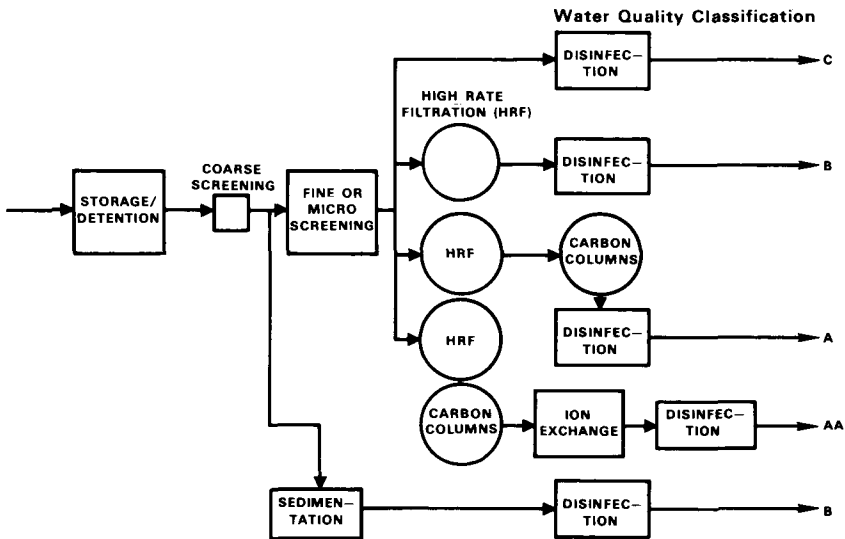 Water Quality Classification
DISINFEC–
TION
C
HIGH RATE
FILTRATION (HRF)
DISINFEC–
TION
B
COARSE
SCREENING
STORAGE/
DETENTION
FINE OR
MICRO
SCREENING
HRF
CARBON
COLUMNS
HRF
DISINFEC–
TION
A
CARBON
COLUMNS
ION
EXCHANGE
DISINFEC–
TION
AA
SEDIMEN–
TATION
DISINFEC–
TION
B